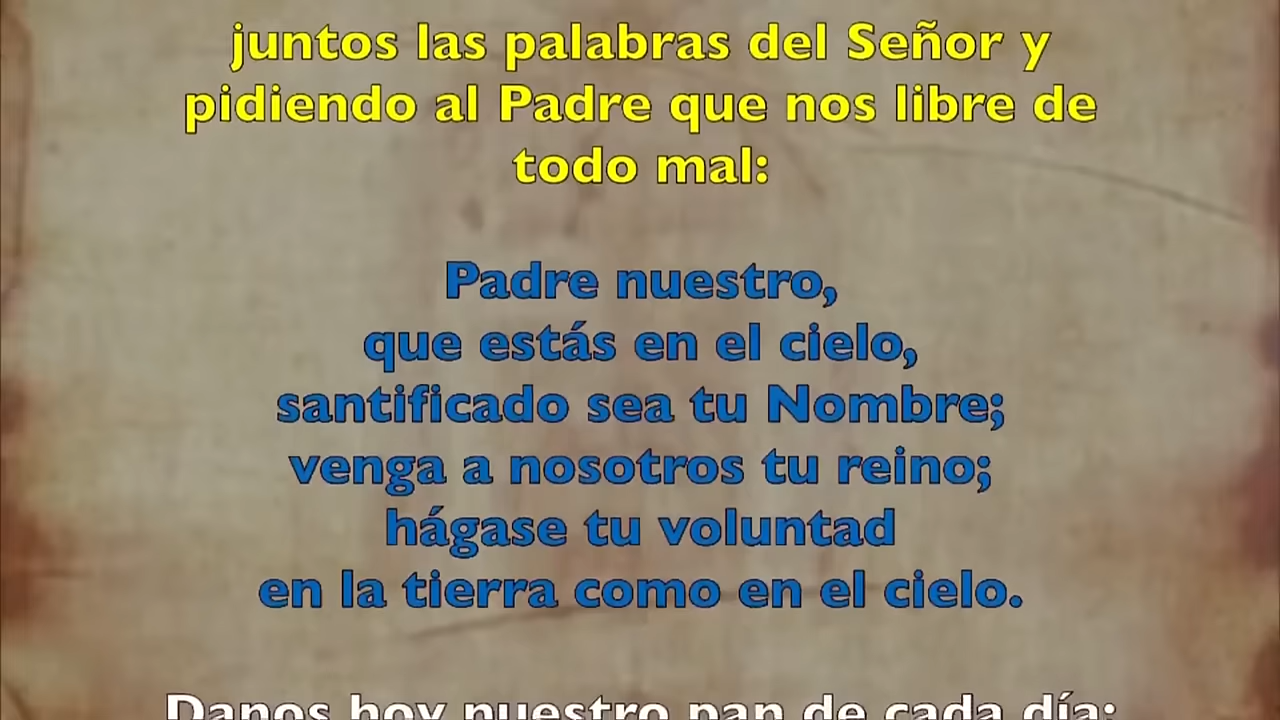 juntos las palabras del Señor y
pidiendo al Padre que nos libre de
todo mal:
Padre nuestro,
que estás en el cielo,
santificado sea tu Nombre;
venga a nosotros tu reino;
hágase tu voluntad
en la tierra como en el cielo.
Danos hoy nuestro pan de cada día;